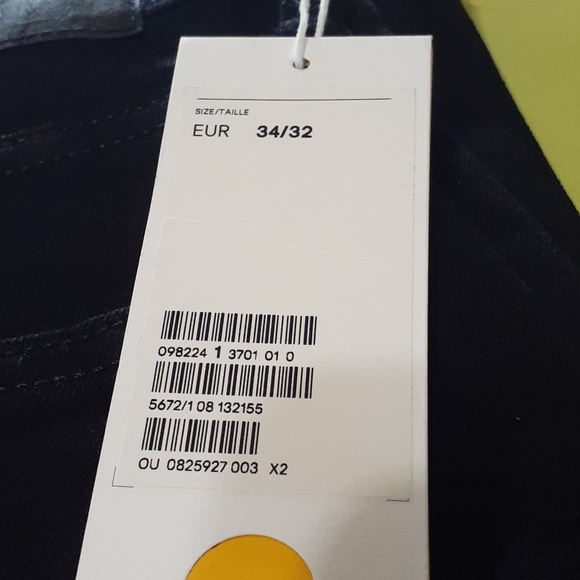 SIZE/TAILLE
EUR 34/32
098224 1 3701 01 0
5672/1 08 132155
OU 0825927 003 X2